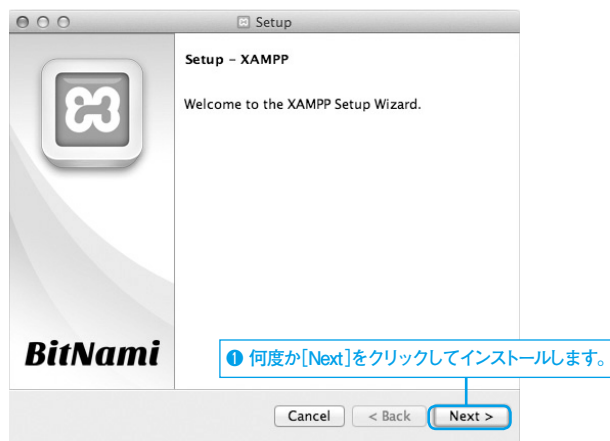 Setup
Setup – XAMPP
Welcome to the XAMPP Setup Wizard.
BitNami
❶ 何度か[Next]をクリックしてインストールします。
Cancel
< Back
Next >